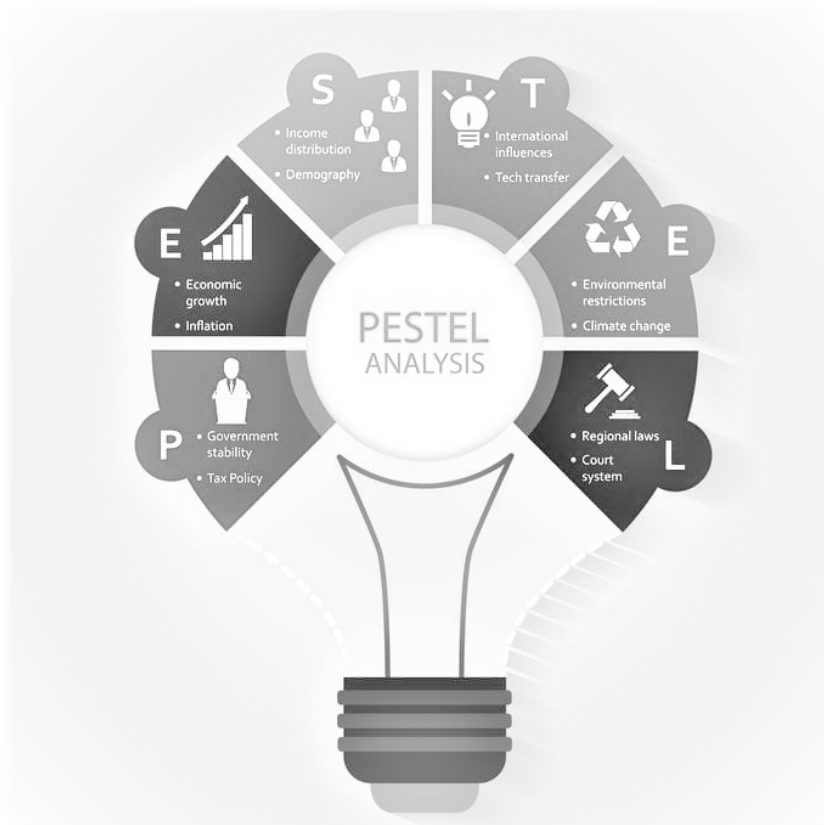 PESTEL
ANALYSIS
P
• Government
stability
• Tax Policy
E
• Economic
growth
• Inflation
S
• Income
distribution
• Demography
T
• International
influences
• Tech transfer
E
• Environmental
restrictions
• Climate change
L
• Regional laws
• Court
system